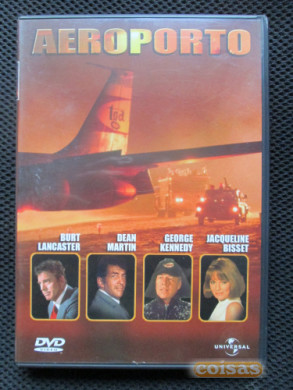 AEROPORTO
BURT
LANCASTER
DEAN
MARTIN
GEORGE
KENNEDY
JACQUELINE
BISSET
DVD
UNIVERSAL
coisas